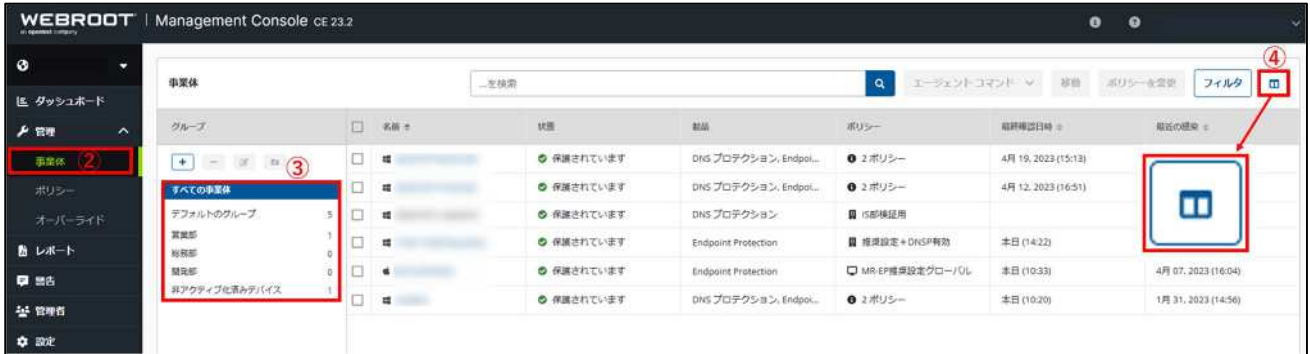 WEBROOT Management Console CE 23.2
an opentext company
④
事業体 ...を検索 エージェントコマンド 移動 ポリシーを変更 フィルタ
ダッシュボード
管理
事業体 ②
ポリシー
オーバーライド
レポート
警告
管理者
設定
グループ
③
すべての事業体
デフォルトのグループ 5
営業部 1
総務部 0
開発部 0
非アクティブ化済みデバイス 1
名前 状態 製品 ポリシー 最終確認日時 最近の感染
保護されています DNS プロテクション, Endpoi... 2 ポリシー 4月 19, 2023 (15:13)
保護されています DNS プロテクション, Endpoi... 2 ポリシー 4月 12, 2023 (16:51)
保護されています DNS プロテクション IS部検証用
保護されています Endpoint Protection 推奨設定+DNSP有効 本日 (14:22)
保護されています Endpoint Protection MR-EP推奨設定グローバル 本日 (10:33) 4月 07, 2023 (16:04)
保護されています DNS プロテクション, Endpoi... 2 ポリシー 本日 (10:20) 1月 31, 2023 (14:56)